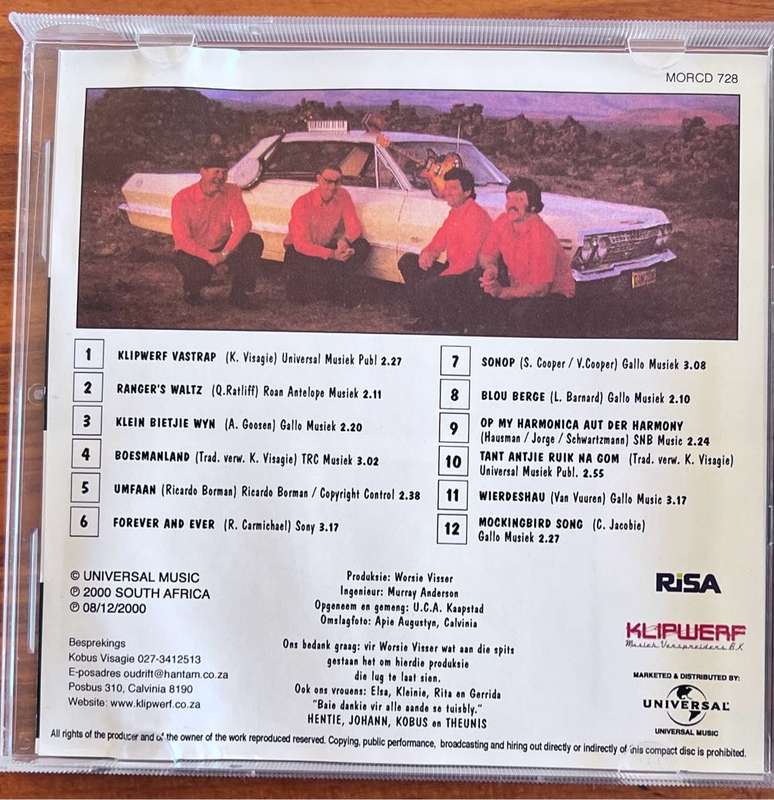 MORCD 728
1 KLIPWERF VASTRAP (K. Visagie) Universal Musiek Publ 2.27
2 RANGER'S WALTZ (Q.Ratliff) Roan Antelope Musiek 2.11
3 KLEIN BIETJIE WYN (A. Goosen) Gallo Musiek 2.20
4 BOESMANLAND (Trad. verw. K. Visagie) TRC Musiek 3.02
5 UMFAAN (Ricardo Borman) Ricardo Borman / Copyright Control 2.38
6 FOREVER AND EVER (R. Carmichael) Sony 3.17
7 SONOP (S. Cooper / V.Cooper) Gallo Musiek 3.08
8 BLOU BERGE (L. Barnard) Gallo Musiek 2.10
9 OP MY HARMONICA AUT DER HARMONY
(Hausman / Jorge / Schwartzmann) SNB Music 2.24
10 TANT ANTJIE RUIK NA GOM (Trad. verw. K. Visagie)
Universal Musiek Publ. 2.55
11 WIERDESHAU (Van Vuuren) Gallo Music 3.17
12 MOCKINGBIRD SONG (C. Jacobie)
Gallo Musiek 2.27
© UNIVERSAL MUSIC
℗ 2000 SOUTH AFRICA
℗ 08/12/2000
Besprekings
Kobus Visagie 027-3412513
E-posadres oudrift@hantam.co.za
Posbus 310, Calvinia 8190
Website: www.klipwerf.co.za
Produksie: Worsie Visser
Ingenieur: Murray Anderson
Opgeneem en gemeng: U.C.A. Kaapstad
Omslagfoto: Apie Augustyn, Calvinia
Ons bedank graag: vir Worsie Visser wat aan die spits
gestaan het om hierdie produksie
die lug te laat sien.
Ook ons vrouens: Elsa, Kleinie, Rita en Gerrida
"Baie dankie vir alle aande se tuisbly."
HENTIE, JOHANN, KOBUS en THEUNIS
RiSA
KLIPWERF
Musiek Verspreiders B.K
MARKETED & DISTRIBUTED BY:
UNIVERSAL
UNIVERSAL MUSIC
All rights of the producer and of the owner of the work reproduced reserved. Copying, public performance, broadcasting and hiring out directly or indirectly of this compact disc is prohibited.